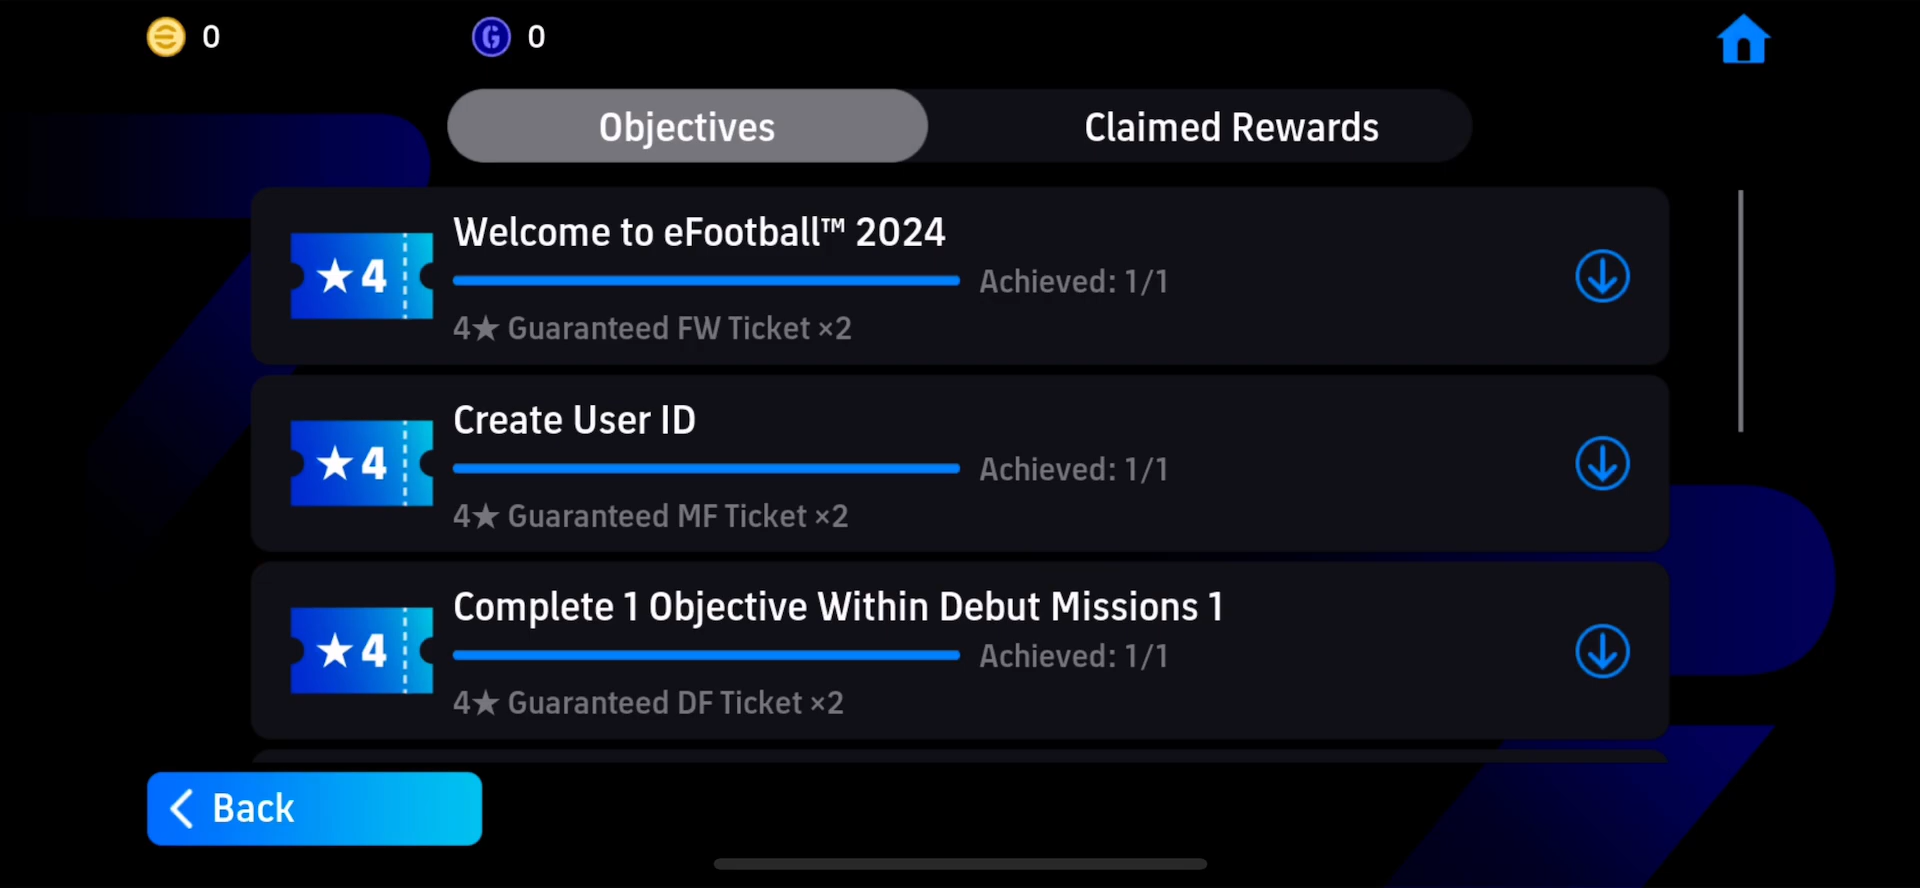 0
0
Objectives
Claimed Rewards
Welcome to eFootball™ 2024
★4
Achieved: 1/1
4★ Guaranteed FW Ticket ×2
Create User ID
★4
Achieved: 1/1
4★ Guaranteed MF Ticket ×2
Complete 1 Objective Within Debut Missions 1
★4
Achieved: 1/1
4★ Guaranteed DF Ticket ×2
Back